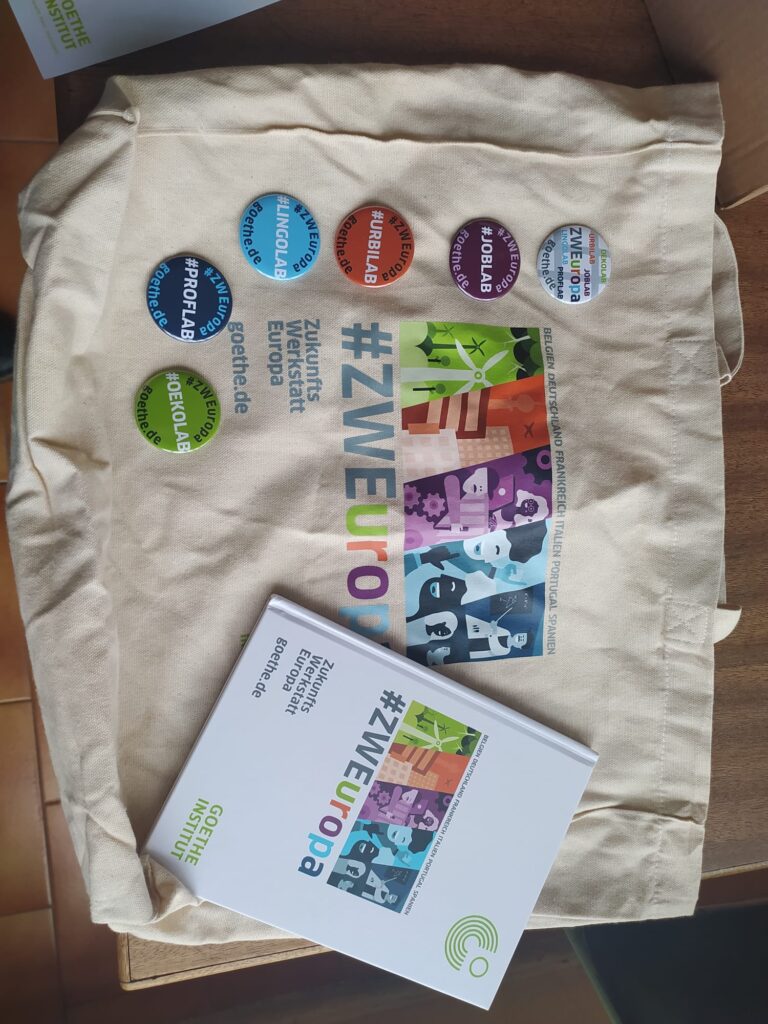 GOETHE
INSTITUT
#ZWEuropa
#OEKOLAB
goethe.de
#ZWEuropa
#PROFLAB
goethe.de
#ZWEuropa
#LINGOLAB
goethe.de
#ZWEuropa
#URBILAB
goethe.de
#ZWEuropa
#JOBLAB
goethe.de
OEKOLAB
URBILAB JOBLAB
ZWEuropa
LINGOLAB PROFLAB
goethe.de
BELGIEN DEUTSCHLAND FRANKREICH ITALIEN PORTUGAL SPANIEN
#ZWEurop
Zukunfts
Werkstatt
Europa
goethe.de
BELGIEN DEUTSCHLAND FRANKREICH ITALIEN PORTUGAL SPANIEN
#ZWEuropa
Zukunfts
Werkstatt
Europa
goethe.de
GOETHE
INSTITUT